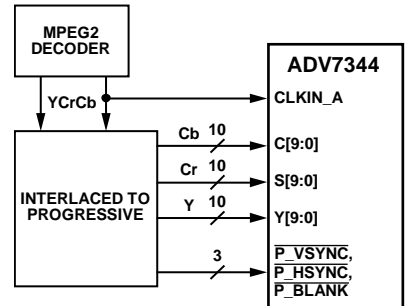 MPEG2
DECODER
YCrCb
ADV7344
CLKIN_A
INTERLACED TO
PROGRESSIVE
Cb 10
C[9:0]
Cr 10
S[9:0]
Y 10
Y[9:0]
3
P_VSYNC,
P_HSYNC,
P_BLANK